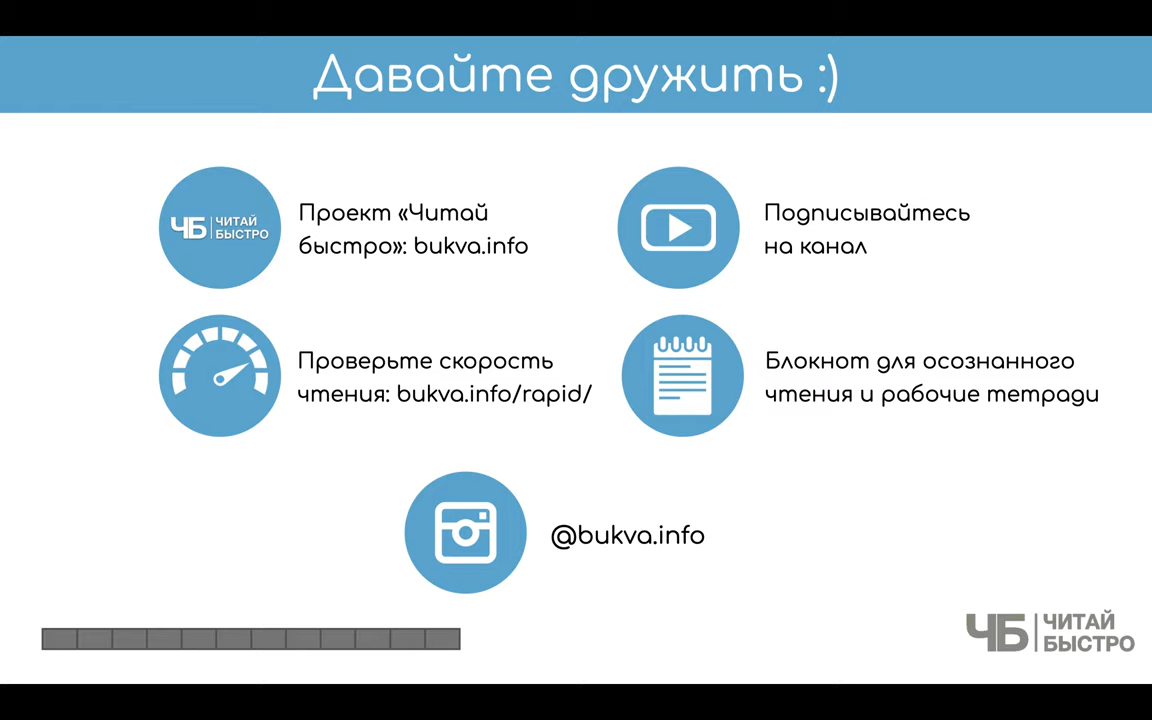 Давайте дружить :)
ЧБ ЧИТАЙ
БЫСТРО
Проект «Читай
быстро»: bukva.info
Подписывайтесь
на канал
Проверьте скорость
чтения: bukva.info/rapid/
Блокнот для осознанного
чтения и рабочие тетради
@bukva.info
ЧБ ЧИТАЙ
БЫСТРО